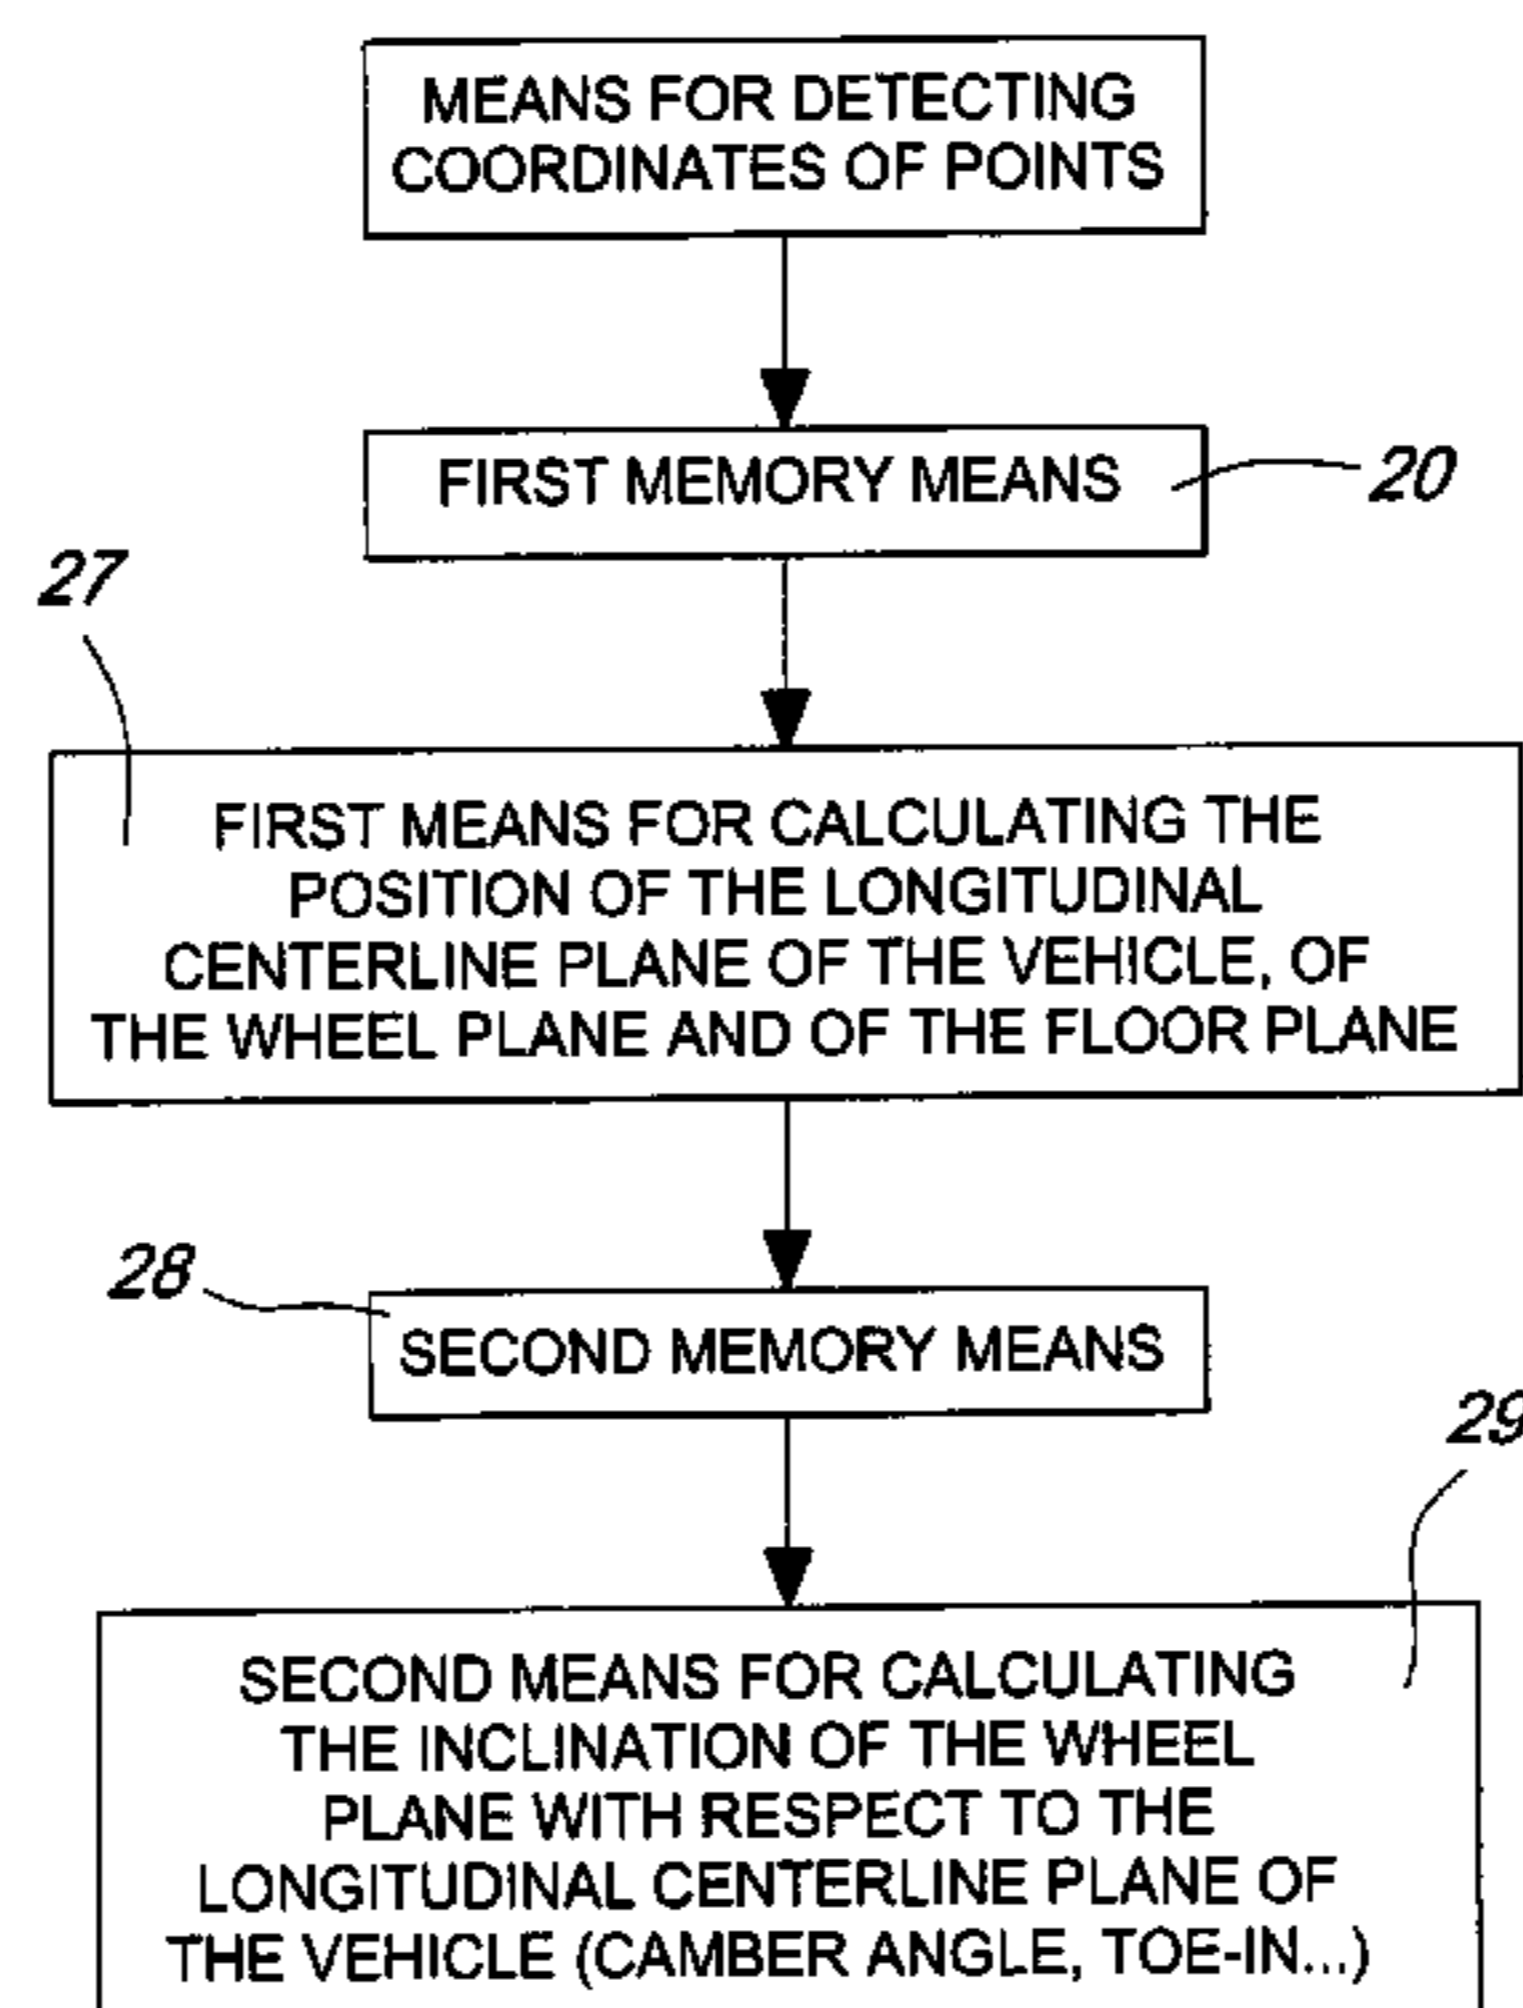 MEANS FOR DETECTING
COORDINATES OF POINTS
FIRST MEMORY MEANS
20
27
FIRST MEANS FOR CALCULATING THE
POSITION OF THE LONGITUDINAL
CENTERLINE PLANE OF THE VEHICLE, OF
THE WHEEL PLANE AND OF THE FLOOR PLANE
28
SECOND MEMORY MEANS
29
SECOND MEANS FOR CALCULATING
THE INCLINATION OF THE WHEEL
PLANE WITH RESPECT TO THE
LONGITUDINAL CENTERLINE PLANE OF
THE VEHICLE (CAMBER ANGLE, TOE-IN...)